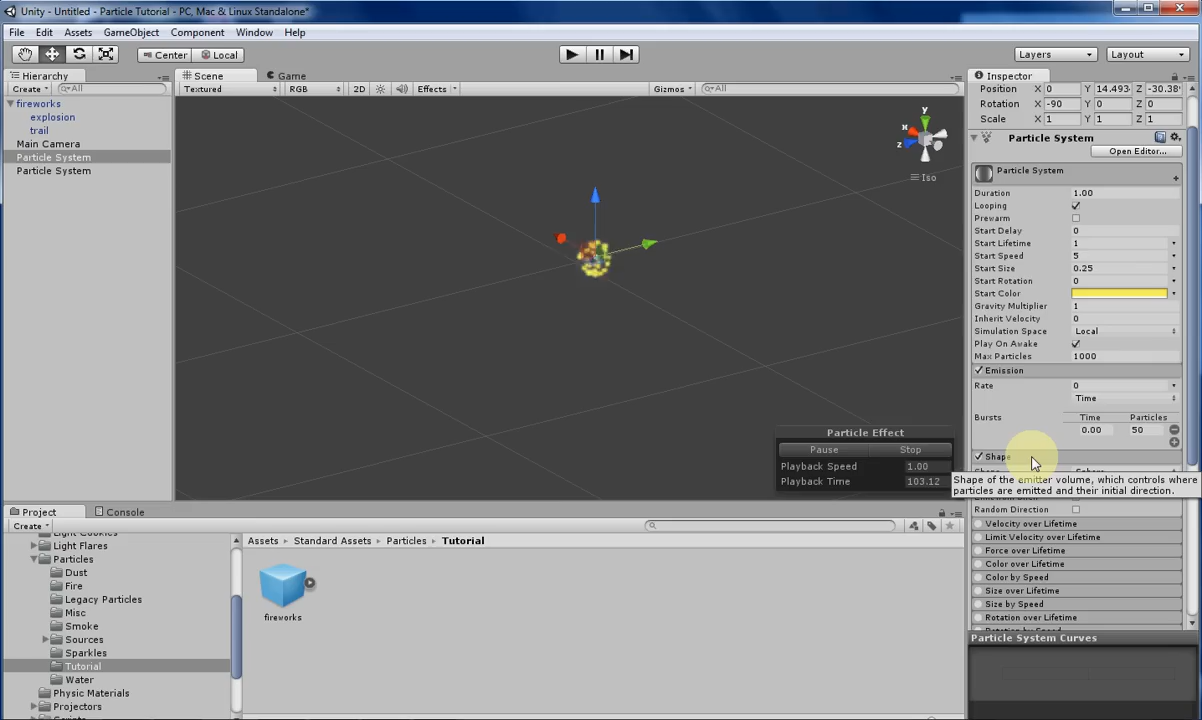 Unity - Untitled - Particle Tutorial - PC, Mac & Linux Standalone*
File Edit Assets GameObject Component Window Help
Center Local Layers Layout
Hierarchy
Create All
fireworks
explosion
trail
Main Camera
Particle System
Particle System
Scene Game
Textured RGB 2D Effects Gizmos All
y
x
z
Iso
Particle Effect
Pause Stop
Playback Speed 1.00
Playback Time 103.12
Inspector
Position X 0 Y 14.493 Z -30.38
Rotation X -90 Y 0 Z 0
Scale X 1 Y 1 Z 1
Particle System
Open Editor...
Particle System
Duration 1.00
Looping
Prewarm
Start Delay 0
Start Lifetime 1
Start Speed 5
Start Size 0.25
Start Rotation 0
Start Color
Gravity Multiplier 1
Inherit Velocity 0
Simulation Space Local
Play On Awake
Max Particles 1000
Emission
Rate 0
Time
Bursts Time Particles
0.00 50
Shape
Shape of the emitter volume, which controls where
particles are emitted and their initial direction.
Random Direction
Velocity over Lifetime
Limit Velocity over Lifetime
Force over Lifetime
Color over Lifetime
Color by Speed
Size over Lifetime
Size by Speed
Rotation over Lifetime
Particle System Curves
Project Console
Create
Light Cookies
Light Flares
Particles
Dust
Fire
Legacy Particles
Misc
Smoke
Sources
Sparkles
Tutorial
Water
Physic Materials
Projectors
Assets Standard Assets Particles Tutorial
fireworks